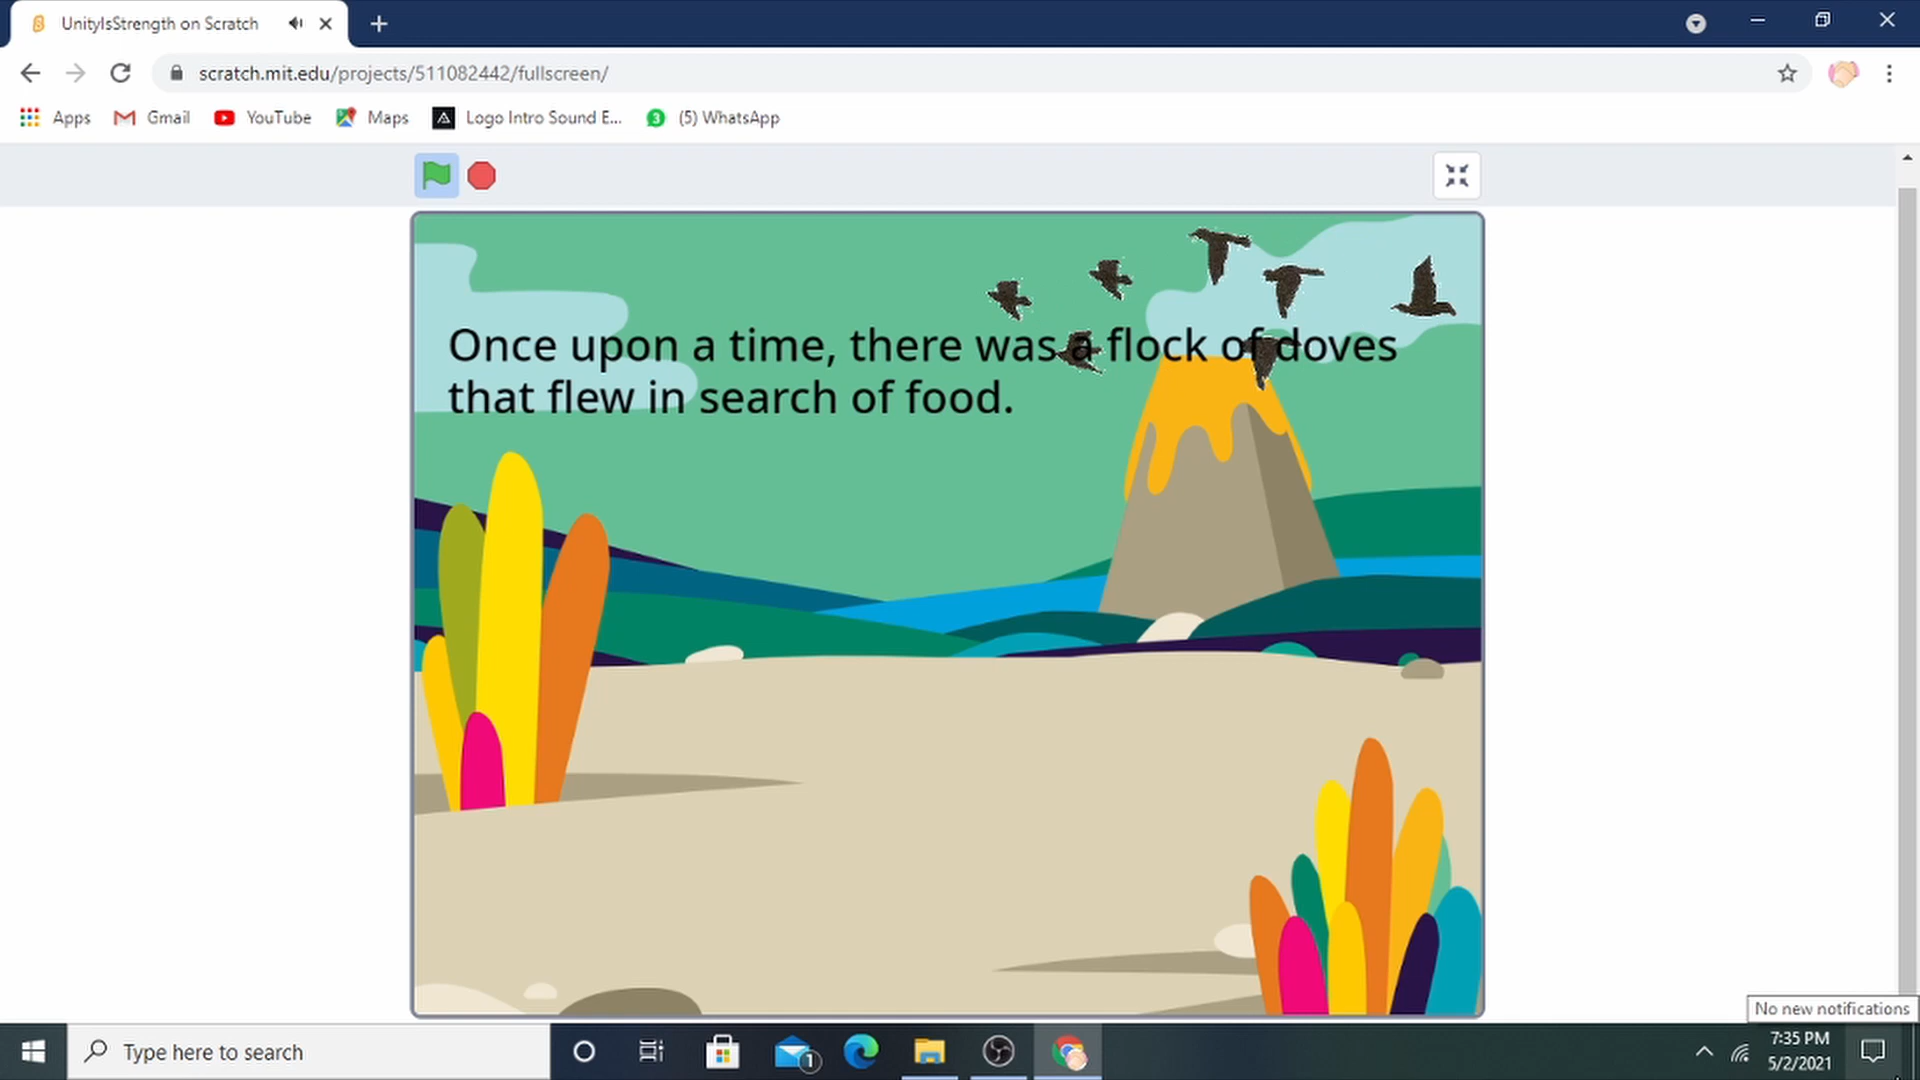 UnityIsStrength on Scratch
scratch.mit.edu/projects/511082442/fullscreen/
Apps Gmail YouTube Maps Logo Intro Sound E... 3 (5) WhatsApp
Once upon a time, there was a flock of doves
that flew in search of food.
No new notifications
Type here to search
1
7:35 PM
5/2/2021